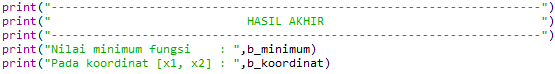 print("----------------------------------------------------------------------")
print("                            HASIL AKHIR                               ")
print("----------------------------------------------------------------------")
print("Nilai minimum fungsi    : ",b_minimum)
print("Pada koordinat [x1, x2] : ",b_koordinat)